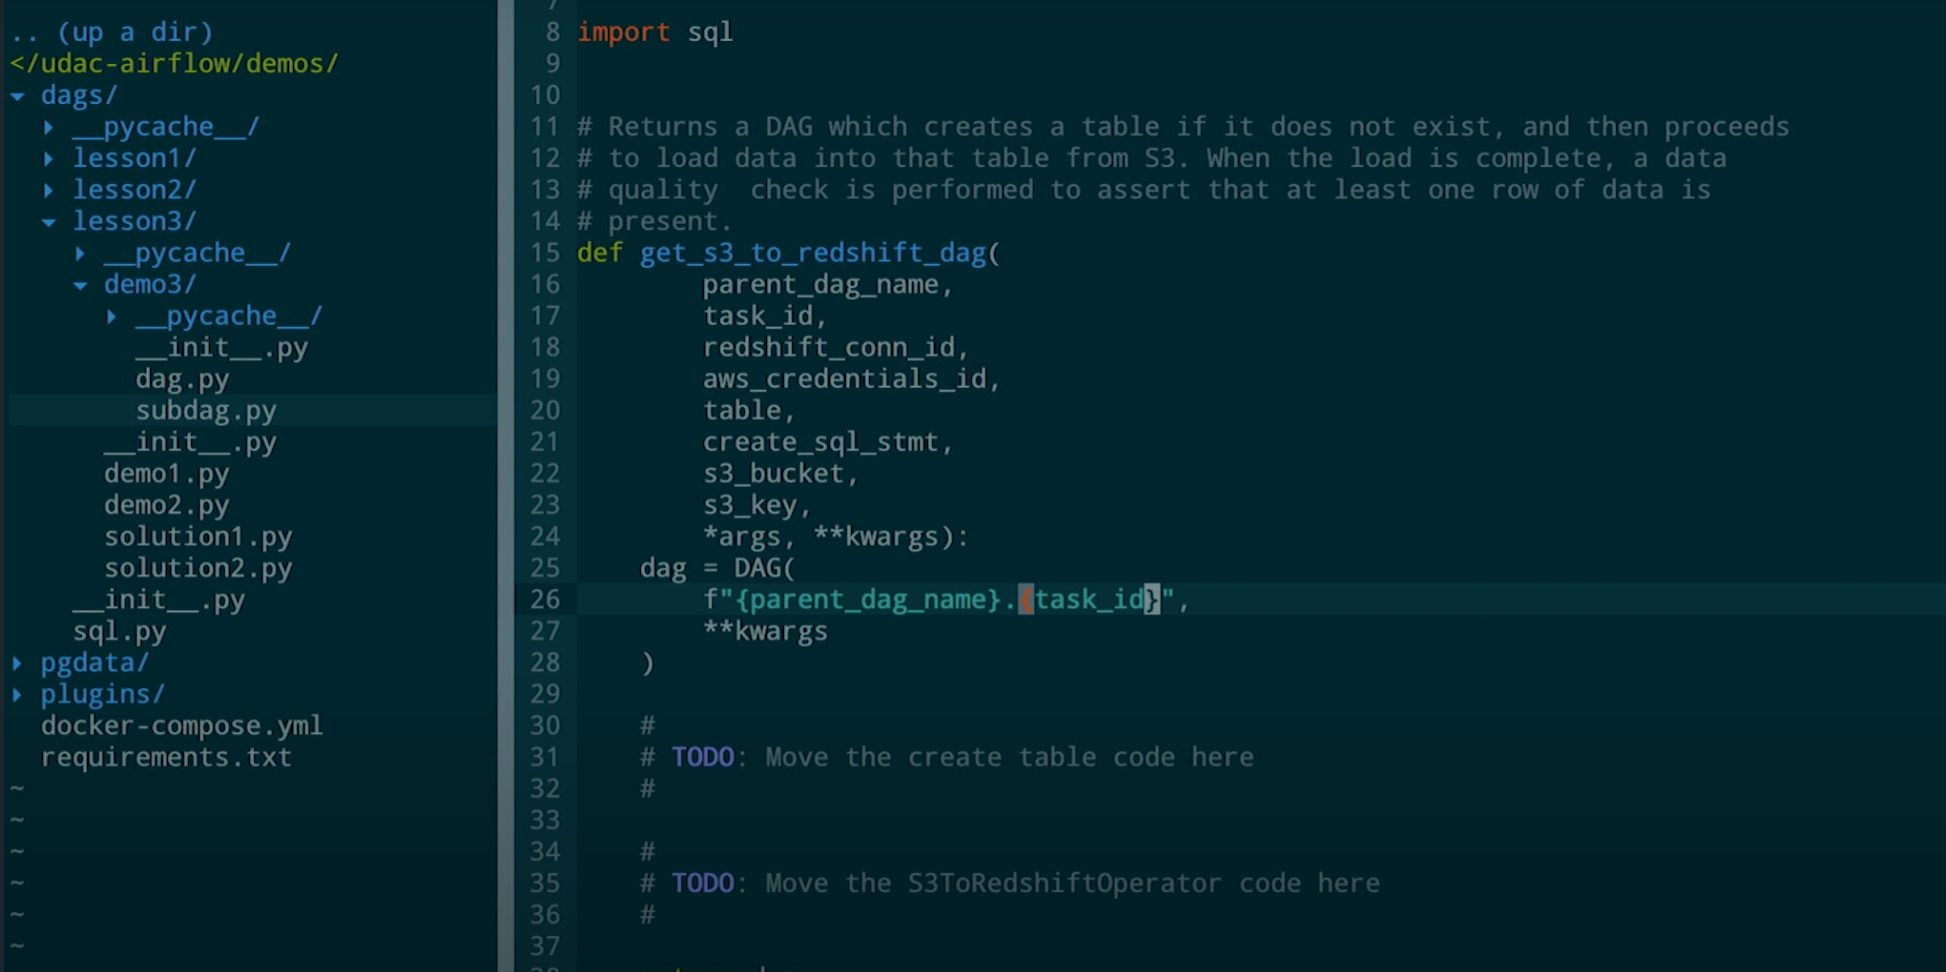 .. (up a dir)
</udac-airflow/demos/
▾ dags/
▸ __pycache__/
▸ lesson1/
▸ lesson2/
▾ lesson3/
▸ __pycache__/
▾ demo3/
▸ __pycache__/
__init__.py
dag.py
subdag.py
__init__.py
demo1.py
demo2.py
solution1.py
solution2.py
__init__.py
sql.py
▸ pgdata/
▸ plugins/
docker-compose.yml
requirements.txt
~
~
~
~
~
~
7
8 import sql
9
10
11 # Returns a DAG which creates a table if it does not exist, and then proceeds
12 # to load data into that table from S3. When the load is complete, a data
13 # quality  check is performed to assert that at least one row of data is
14 # present.
15 def get_s3_to_redshift_dag(
16         parent_dag_name,
17         task_id,
18         redshift_conn_id,
19         aws_credentials_id,
20         table,
21         create_sql_stmt,
22         s3_bucket,
23         s3_key,
24         *args, **kwargs):
25     dag = DAG(
26         f"{parent_dag_name}.{task_id}",
27         **kwargs
28     )
29
30     #
31     # TODO: Move the create table code here
32     #
33
34     #
35     # TODO: Move the S3ToRedshiftOperator code here
36     #
37